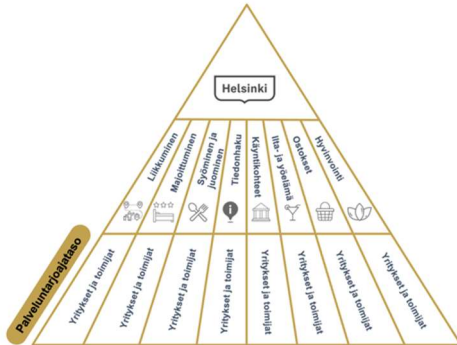 Helsinki
Liikkuminen
Majoittuminen
Syöminen ja
juominen
Tiedonhaku
Käyntikohteet
Ilta- ja yöelämä
Ostokset
Hyvinvointi
Palveluntarjoajataso
Yritykset ja toimijat
Yritykset ja toimijat
Yritykset ja toimijat
Yritykset ja toimijat
Yritykset ja toimijat
Yritykset ja toimijat
Yritykset ja toimijat
Yritykset ja toimijat